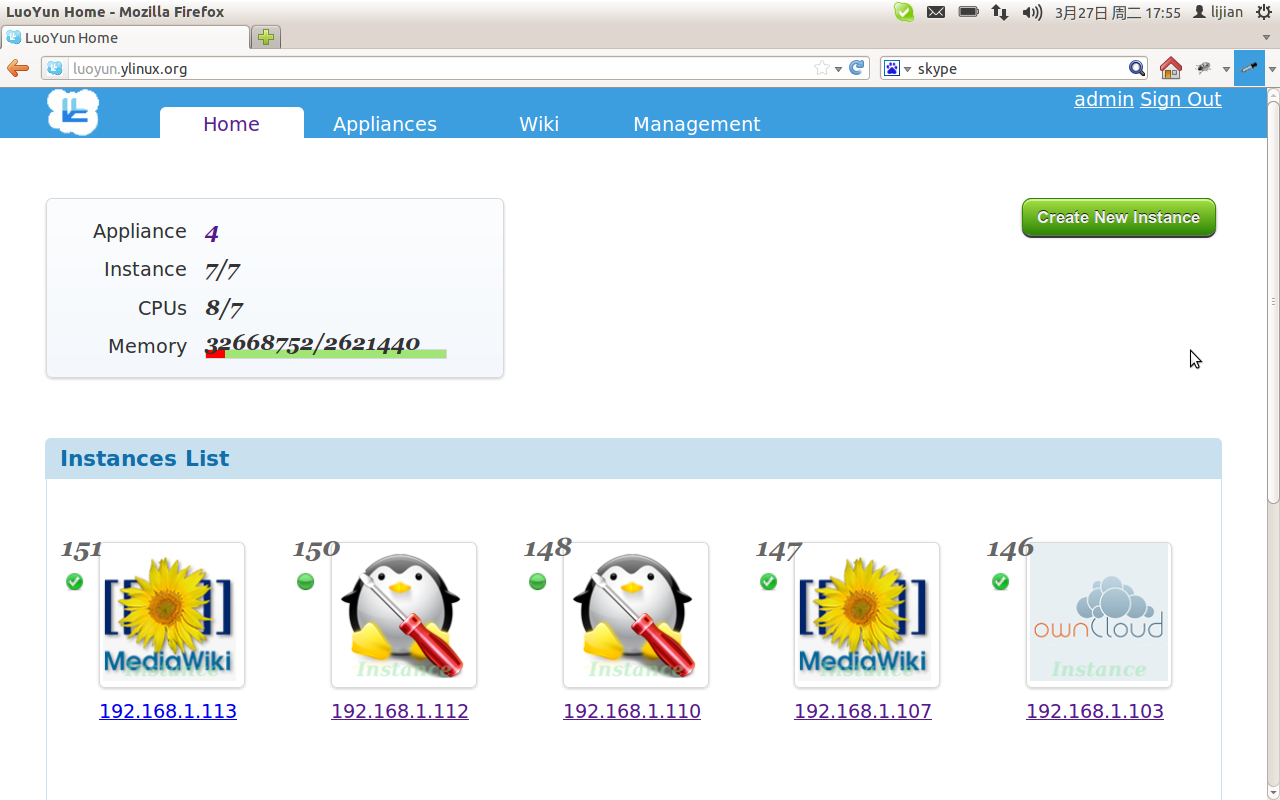 LuoYun Home - Mozilla Firefox
3月27日 周二 17:55 lijian
LuoYun Home
luoyun.ylinux.org
skype
admin Sign Out
Home Appliances Wiki Management
Create New Instance
Appliance 4
Instance 7/7
CPUs 8/7
Memory 32668752/2621440
Instances List
151 150 148 147 146
ownCloud
MediaWiki MediaWiki
Instance Instance Instance Instance Instance
192.168.1.113 192.168.1.112 192.168.1.110 192.168.1.107 192.168.1.103